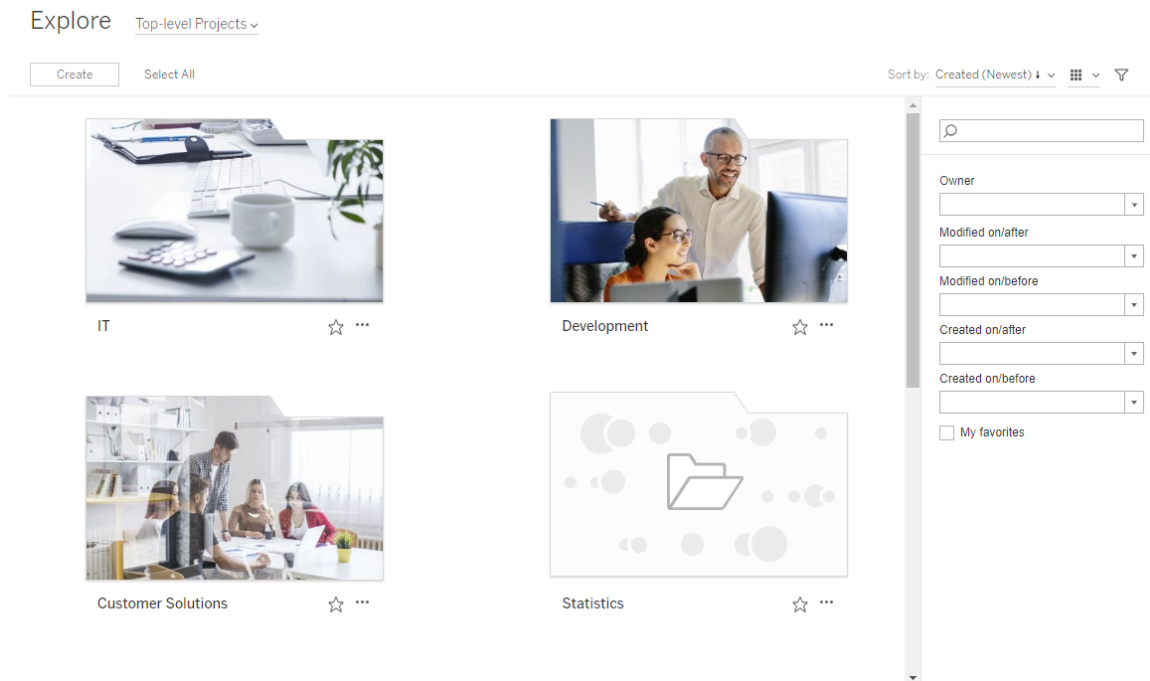 Explore Top-level Projects
Create Select All Sort by: Created (Newest)
IT
Development
Customer Solutions
Statistics
Owner
Modified on/after
Modified on/before
Created on/after
Created on/before
My favorites